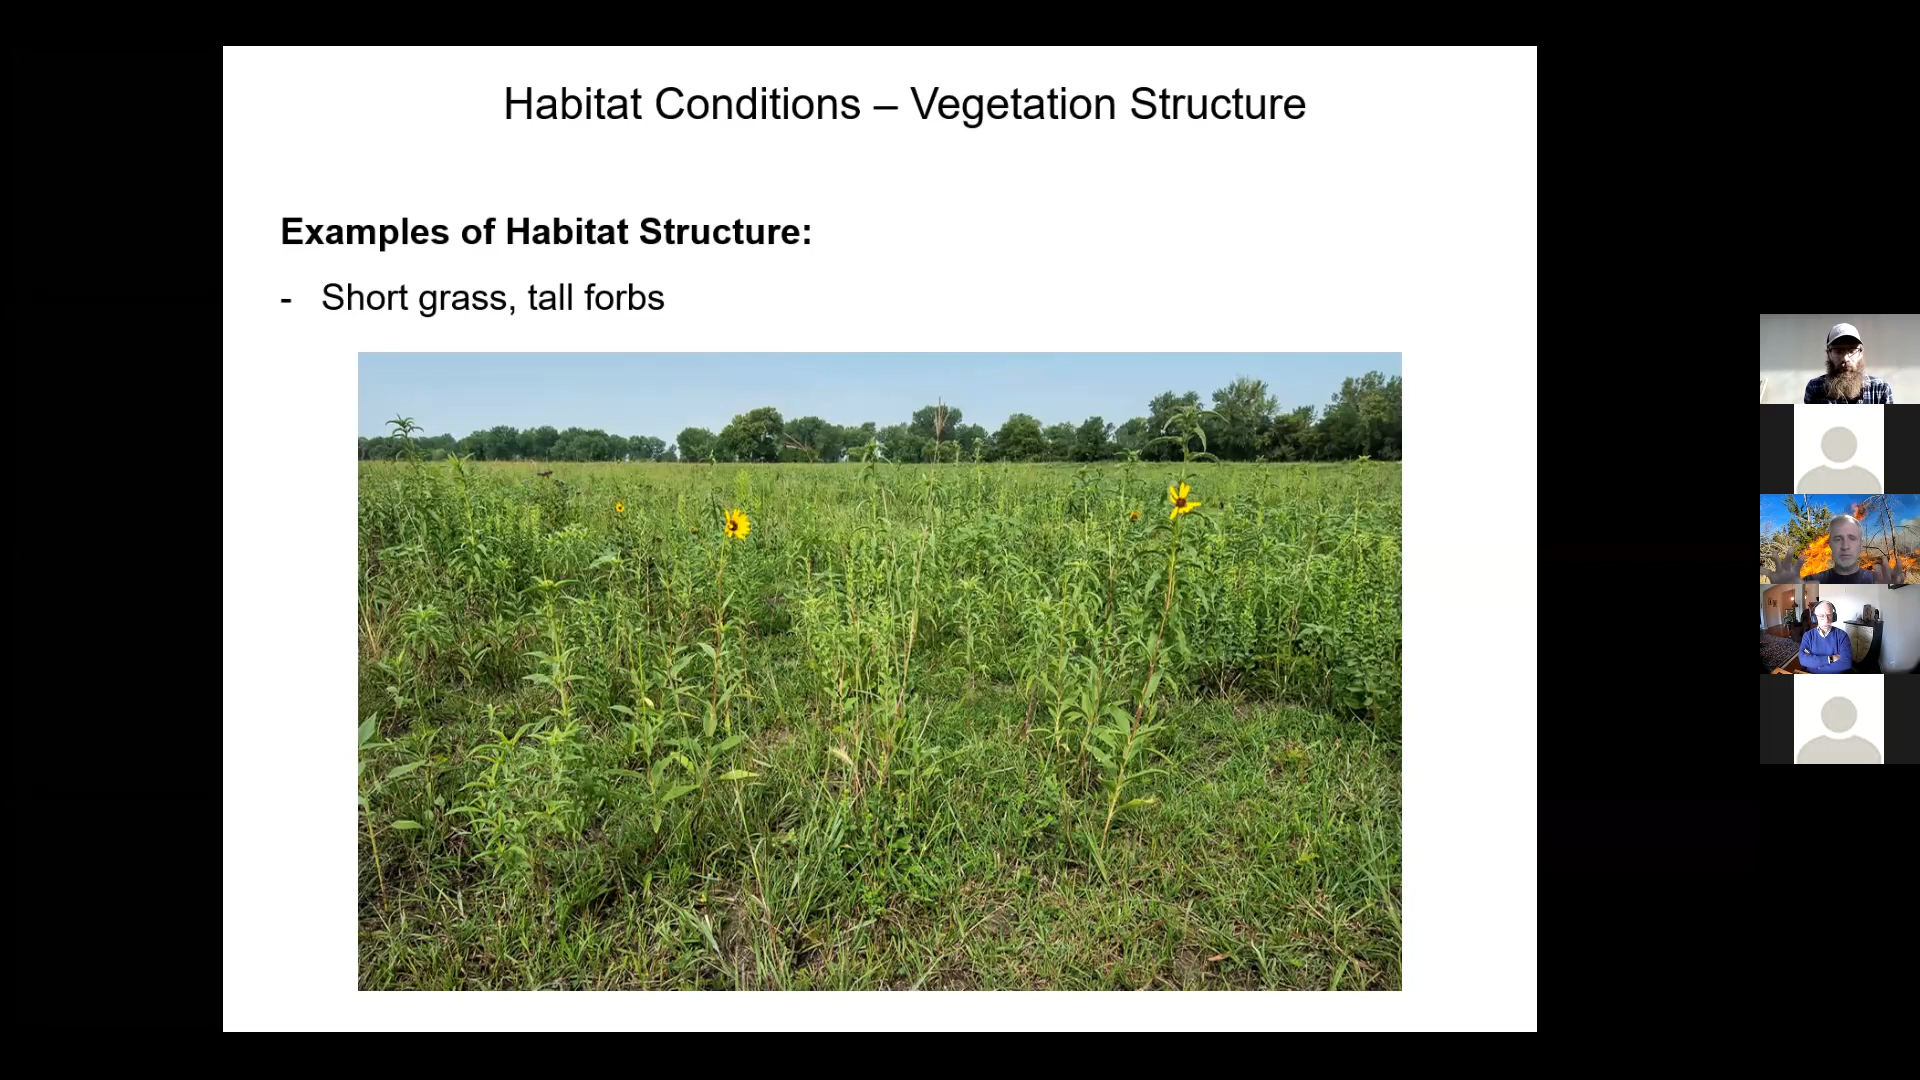 Habitat Conditions – Vegetation Structure
Examples of Habitat Structure:
- Short grass, tall forbs